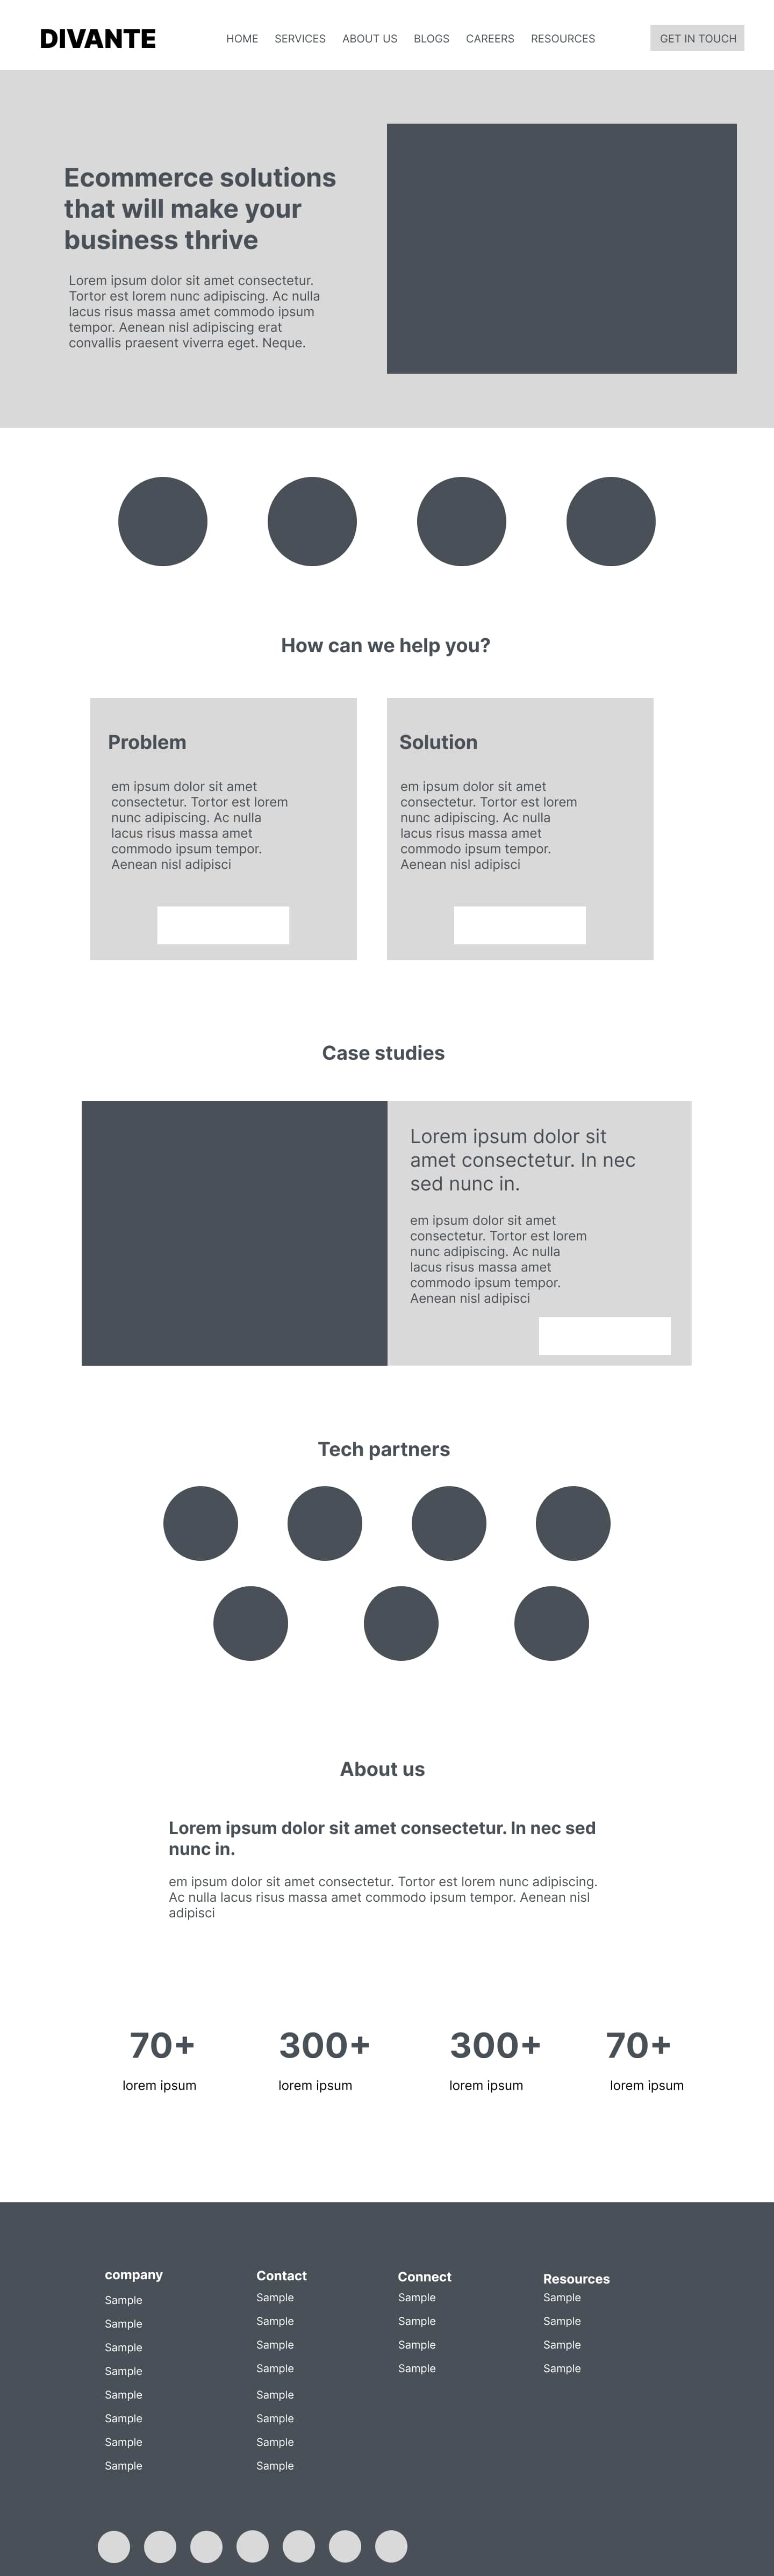 DIVANTE
HOME SERVICES ABOUT US BLOGS CAREERS RESOURCES
GET IN TOUCH
Ecommerce solutions
that will make your
business thrive
Lorem ipsum dolor sit amet consectetur.
Tortor est lorem nunc adipiscing. Ac nulla
lacus risus massa amet commodo ipsum
tempor. Aenean nisl adipiscing erat
convallis praesent viverra eget. Neque.
How can we help you?
Problem
em ipsum dolor sit amet
consectetur. Tortor est lorem
nunc adipiscing. Ac nulla
lacus risus massa amet
commodo ipsum tempor.
Aenean nisl adipisci
Solution
em ipsum dolor sit amet
consectetur. Tortor est lorem
nunc adipiscing. Ac nulla
lacus risus massa amet
commodo ipsum tempor.
Aenean nisl adipisci
Case studies
Lorem ipsum dolor sit
amet consectetur. In nec
sed nunc in.
em ipsum dolor sit amet
consectetur. Tortor est lorem
nunc adipiscing. Ac nulla
lacus risus massa amet
commodo ipsum tempor.
Aenean nisl adipisci
Tech partners
About us
Lorem ipsum dolor sit amet consectetur. In nec sed
nunc in.
em ipsum dolor sit amet consectetur. Tortor est lorem nunc adipiscing.
Ac nulla lacus risus massa amet commodo ipsum tempor. Aenean nisl
adipisci
70+
lorem ipsum
300+
lorem ipsum
300+
lorem ipsum
70+
lorem ipsum
company
Sample
Sample
Sample
Sample
Sample
Sample
Sample
Sample
Contact
Sample
Sample
Sample
Sample
Sample
Sample
Sample
Sample
Connect
Sample
Sample
Sample
Sample
Resources
Sample
Sample
Sample
Sample